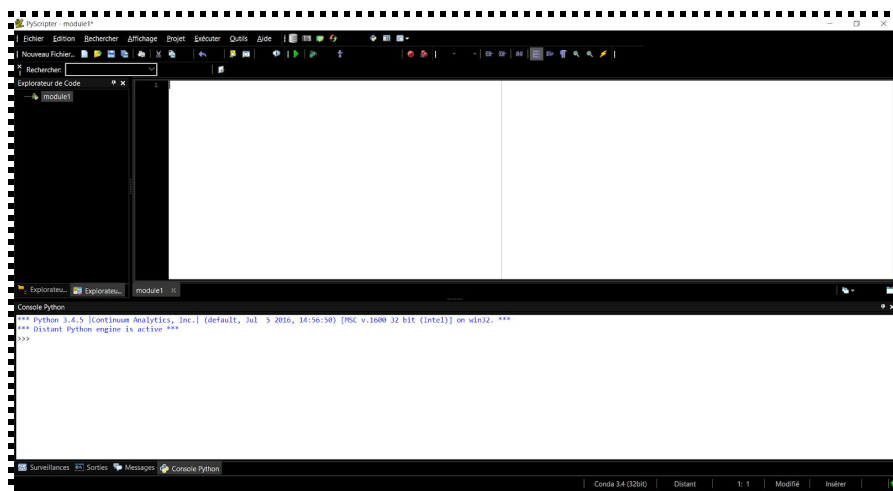 PyScripter - module1*
Fichier Edition Rechercher Affichage Projet Exécuter Outils Aide
Nouveau Fichier...
Rechercher:
Explorateur de Code
module1
1
Explorateu... Explorateu... module1
Console Python
*** Python 3.4.5 |Continuum Analytics, Inc.| (default, Jul 5 2016, 14:56:50) [MSC v.1600 32 bit (Intel)] on win32. ***
*** Distant Python engine is active ***
>>>
Surveillances Sorties Messages Console Python
Conda 3.4 (32bit) Distant 1: 1 Modifié Insérer